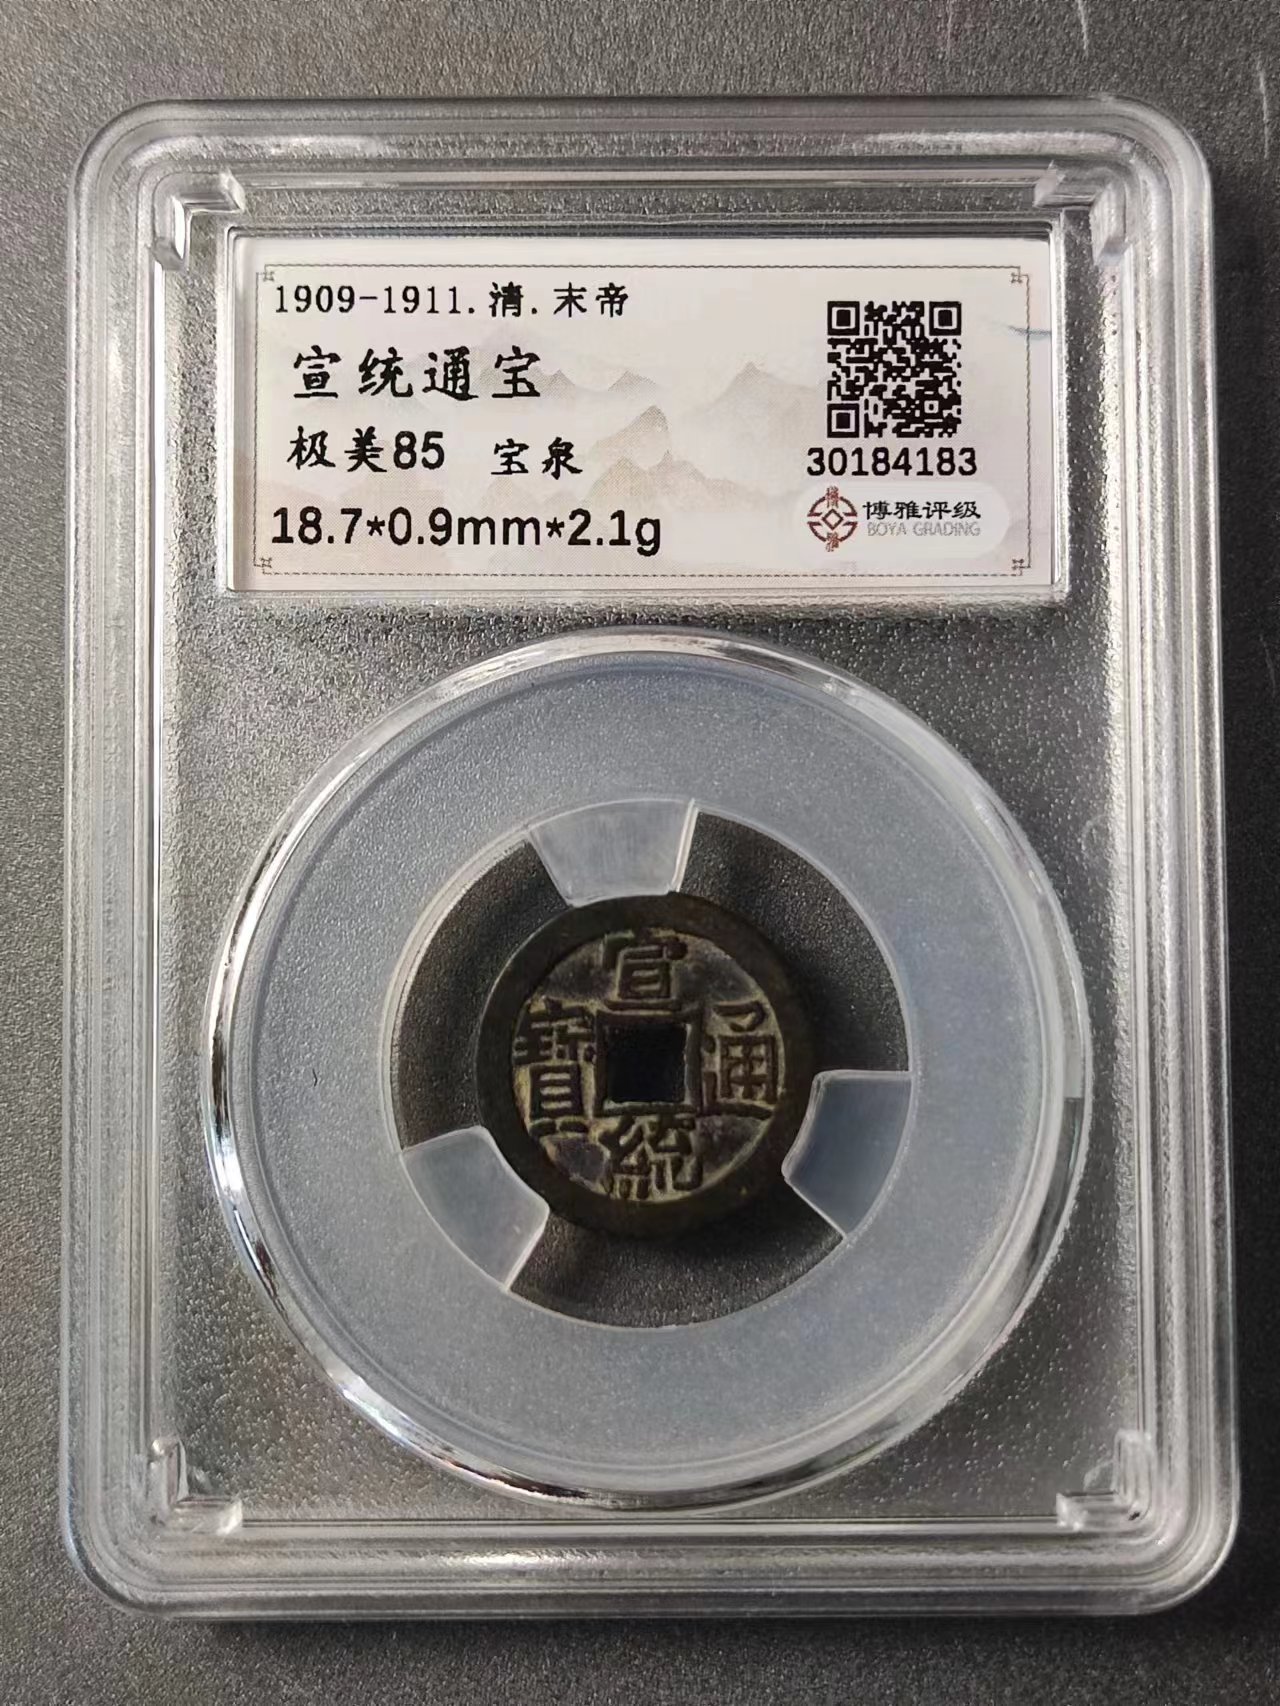 1909-1911.清.末帝
宣统通宝
极美85 宝泉
18.7*0.9mm*2.1g
30184183
博雅评级
BOYA GRADING
宣
寶 通
統